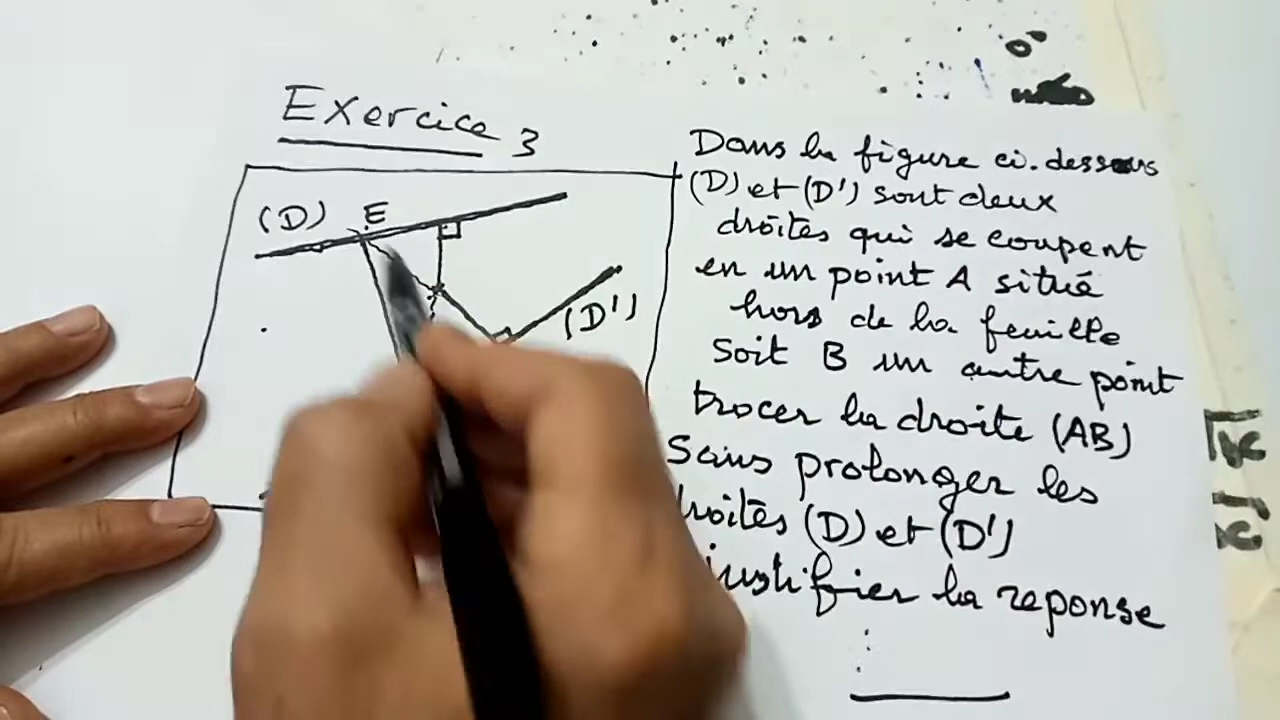 Exercice 3
(D) E
(D')
Dans la figure ci.dessous
(D) et (D') sont deux
droites qui se coupent
en un point A situé
hors de la feuille
soit B un autre point
tracer la droite (AB)
Sans prolonger les
droites (D) et (D')
justifier la reponse